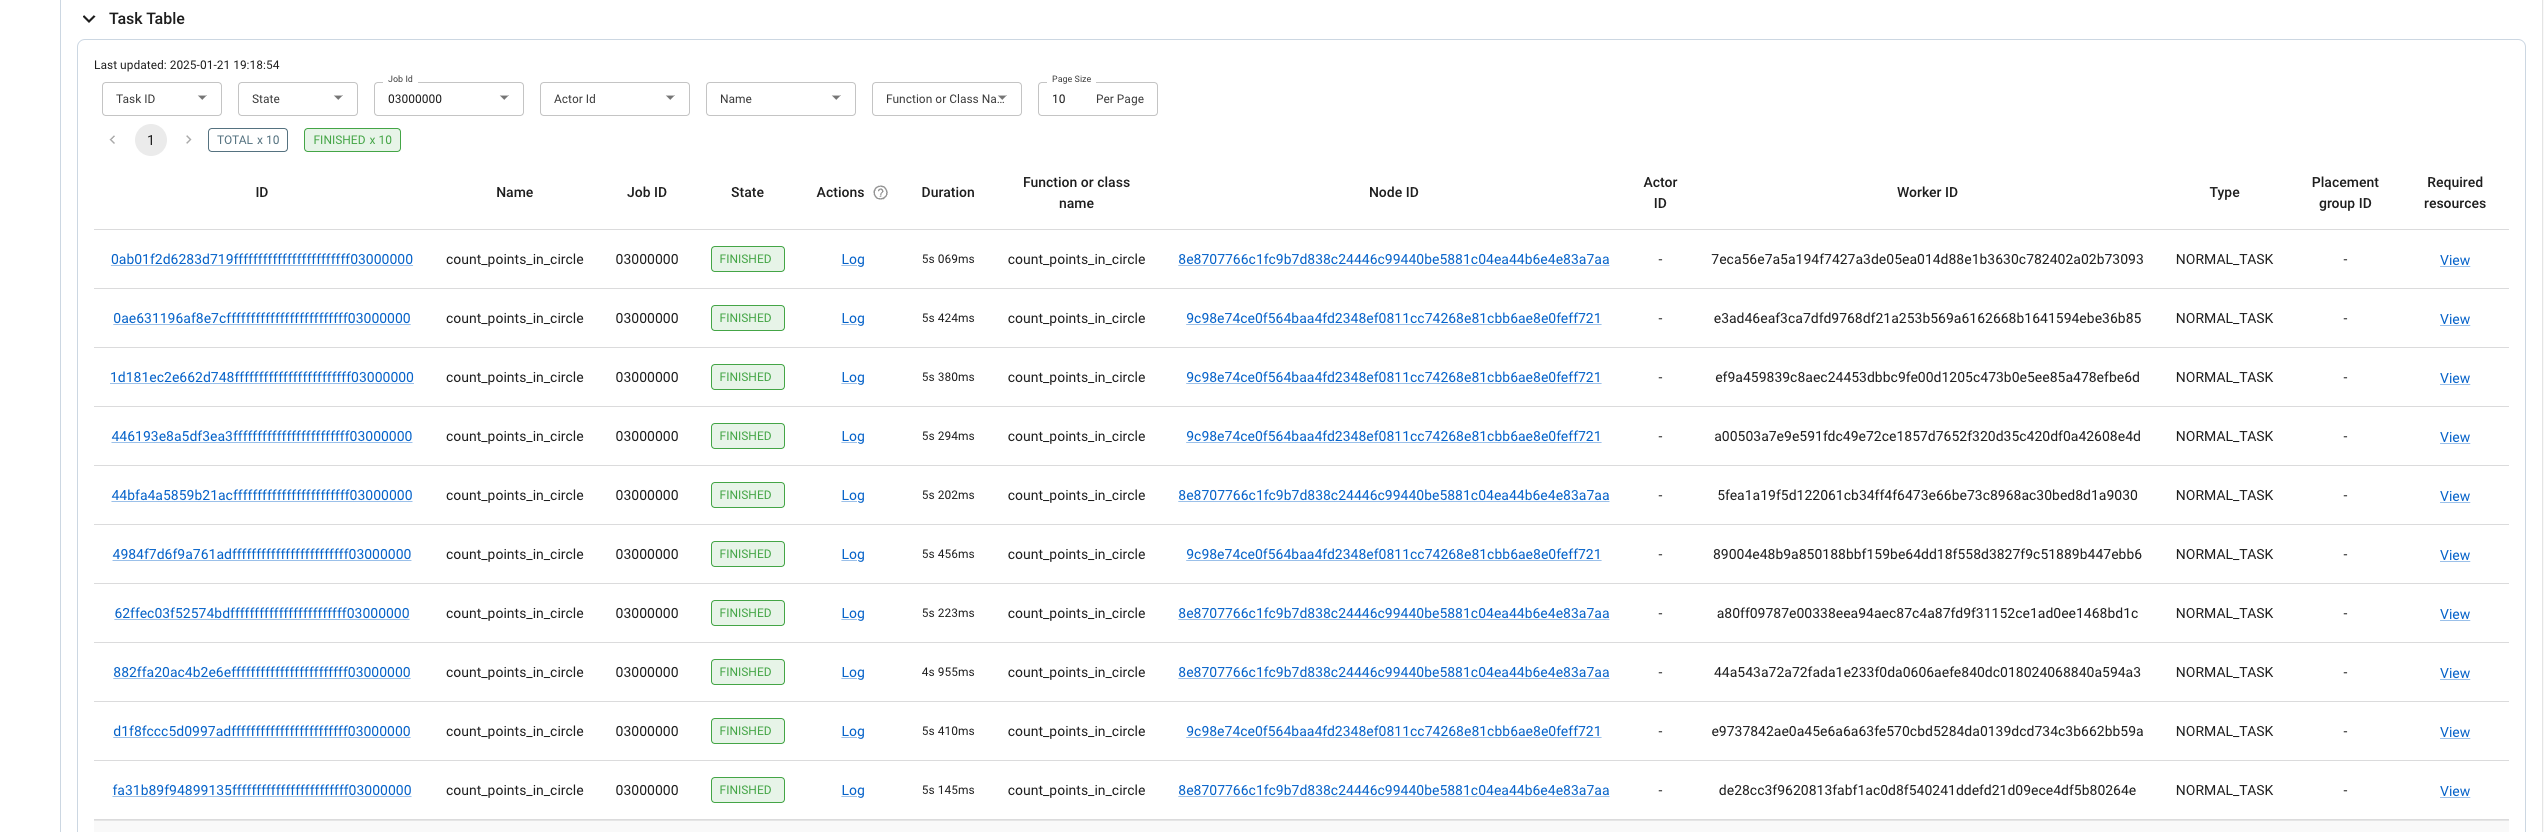 Task Table
Last updated: 2025-01-21 19:18:54
Task ID State Job Id 03000000 Actor Id Name Function or Class Na... Page Size 10 Per Page
1 TOTAL x 10 FINISHED x 10
ID Name Job ID State Actions Duration Function or class name Node ID Actor ID Worker ID Type Placement group ID Required resources
0ab01f2d6283d719ffffffffffffffffffffffff03000000 count_points_in_circle 03000000 FINISHED Log 5s 069ms count_points_in_circle 8e8707766c1fc9b7d838c24446c99440be5881c04ea44b6e4e83a7aa - 7eca56e7a5a194f7427a3de05ea014d88e1b3630c782402a02b73093 NORMAL_TASK - View
0ae631196af8e7cfffffffffffffffffffffffff03000000 count_points_in_circle 03000000 FINISHED Log 5s 424ms count_points_in_circle 9c98e74ce0f564baa4fd2348ef0811cc74268e81cbb6ae8e0feff721 - e3ad46eaf3ca7dfd9768df21a253b569a6162668b1641594ebe36b85 NORMAL_TASK - View
1d181ec2e662d748ffffffffffffffffffffffff03000000 count_points_in_circle 03000000 FINISHED Log 5s 380ms count_points_in_circle 9c98e74ce0f564baa4fd2348ef0811cc74268e81cbb6ae8e0feff721 - ef9a459839c8aec24453dbbc9fe00d1205c473b0e5ee85a478efbe6d NORMAL_TASK - View
446193e8a5df3ea3ffffffffffffffffffffffff03000000 count_points_in_circle 03000000 FINISHED Log 5s 294ms count_points_in_circle 9c98e74ce0f564baa4fd2348ef0811cc74268e81cbb6ae8e0feff721 - a00503a7e9e591fdc49e72ce1857d7652f320d35c420df0a42608e4d NORMAL_TASK - View
44bfa4a5859b21acffffffffffffffffffffffff03000000 count_points_in_circle 03000000 FINISHED Log 5s 202ms count_points_in_circle 8e8707766c1fc9b7d838c24446c99440be5881c04ea44b6e4e83a7aa - 5fea1a19f5d122061cb34ff4f6473e66be73c8968ac30bed8d1a9030 NORMAL_TASK - View
4984f7d6f9a761adffffffffffffffffffffffff03000000 count_points_in_circle 03000000 FINISHED Log 5s 456ms count_points_in_circle 9c98e74ce0f564baa4fd2348ef0811cc74268e81cbb6ae8e0feff721 - 89004e48b9a850188bbf159be64dd18f558d3827f9c51889b447ebb6 NORMAL_TASK - View
62ffec03f52574bdffffffffffffffffffffffff03000000 count_points_in_circle 03000000 FINISHED Log 5s 223ms count_points_in_circle 8e8707766c1fc9b7d838c24446c99440be5881c04ea44b6e4e83a7aa - a80ff09787e00338eea94aec87c4a87fd9f31152ce1ad0ee1468bd1c NORMAL_TASK - View
882ffa20ac4b2e6effffffffffffffffffffffff03000000 count_points_in_circle 03000000 FINISHED Log 4s 955ms count_points_in_circle 8e8707766c1fc9b7d838c24446c99440be5881c04ea44b6e4e83a7aa - 44a543a72a72fada1e233f0da0606aefe840dc018024068840a594a3 NORMAL_TASK - View
d1f8fccc5d0997adffffffffffffffffffffffff03000000 count_points_in_circle 03000000 FINISHED Log 5s 410ms count_points_in_circle 9c98e74ce0f564baa4fd2348ef0811cc74268e81cbb6ae8e0feff721 - e9737842ae0a45e6a6a63fe570cbd5284da0139dcd734c3b662bb59a NORMAL_TASK - View
fa31b89f94899135ffffffffffffffffffffffff03000000 count_points_in_circle 03000000 FINISHED Log 5s 145ms count_points_in_circle 8e8707766c1fc9b7d838c24446c99440be5881c04ea44b6e4e83a7aa - de28cc3f9620813fabf1ac0d8f540241ddefd21d09ece4df5b80264e NORMAL_TASK - View